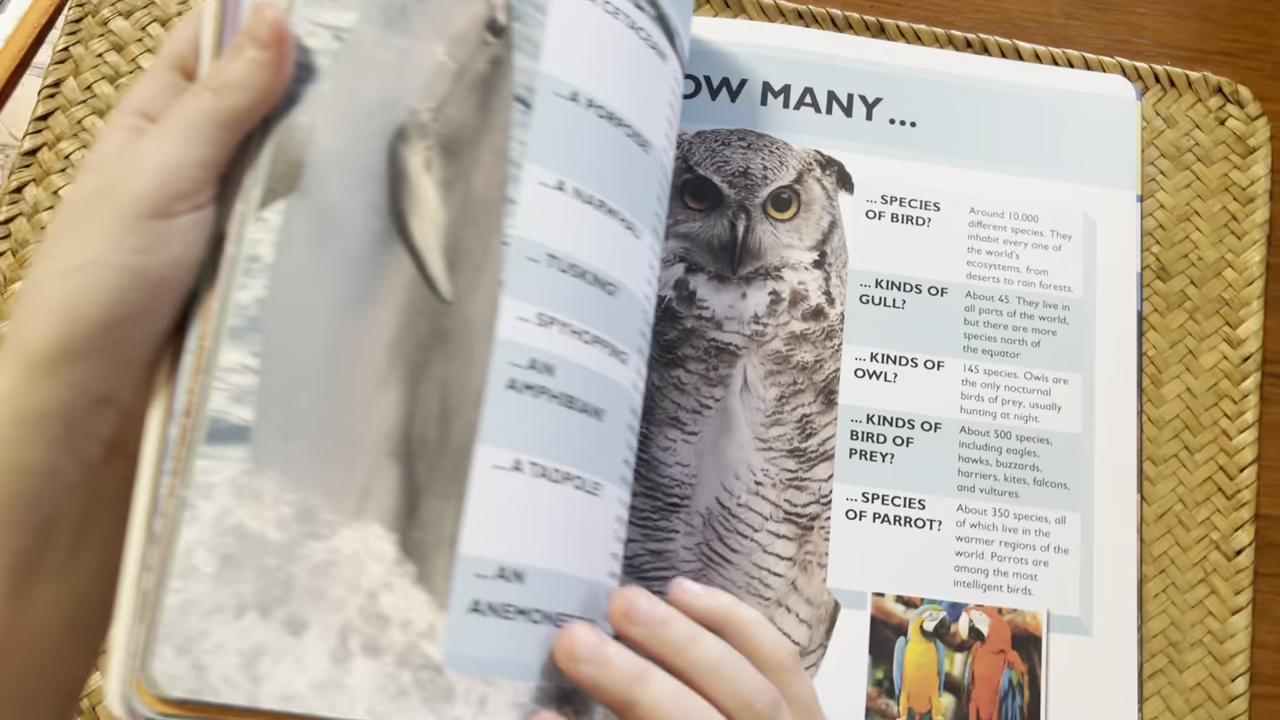 ...A PORPOISE
...A NARWHAL
... TUSKING
...SPYHOPPING
...AN
AMPHIBIAN
...A TADPOLE
...AN
ANEMONE
OW MANY...
... SPECIES
OF BIRD?
Around 10,000
different species. They
inhabit every one of
the world's
ecosystems, from
deserts to rain forests.
... KINDS OF
GULL?
About 45. They live in
all parts of the world,
but there are more
species north of
the equator
... KINDS OF
OWL?
145 species. Owls are
the only nocturnal
birds of prey, usually
hunting at night.
... KINDS OF
BIRD OF
PREY?
About 500 species,
including eagles,
hawks, buzzards,
harriers, kites, falcons,
and vultures.
... SPECIES
OF PARROT?
About 350 species, all
of which live in the
warmer regions of the
world. Parrots are
among the most
intelligent birds.